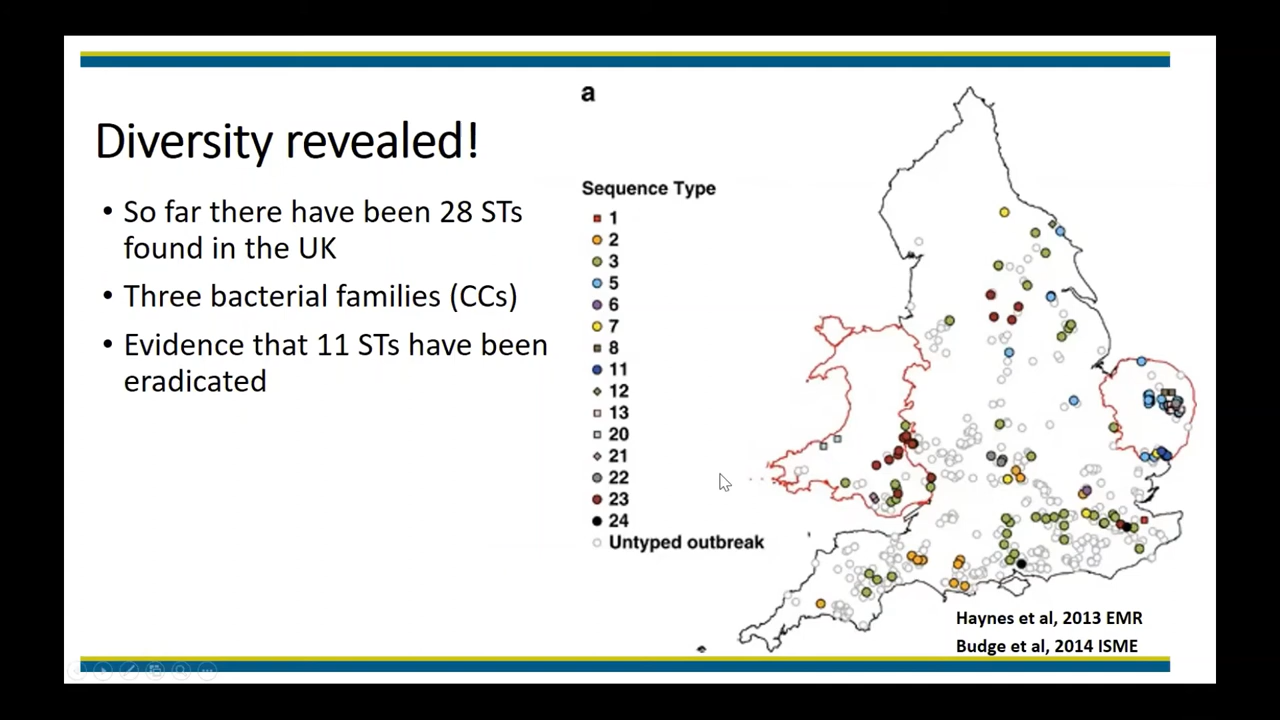 Diversity revealed!
• So far there have been 28 STs
found in the UK
• Three bacterial families (CCs)
• Evidence that 11 STs have been
eradicated
a
Sequence Type
1
2
3
5
6
7
8
11
12
13
20
21
22
23
24
Untyped outbreak
Haynes et al, 2013 EMR
Budge et al, 2014 ISME